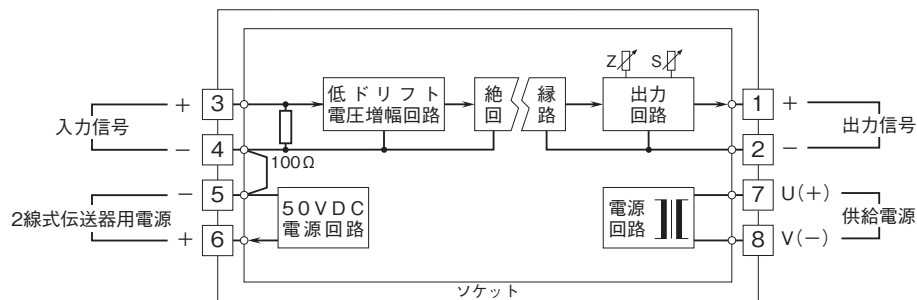 Z S
低ドリフト
電圧増幅回路
絶 縁
回 路
出力
回路
+ 3
入力信号
− 4
100Ω
1 +
出力信号
2 −
− 5
2線式伝送器用電源
+ 6
50VDC
電源回路
電源
回路
7 U(+)
供給電源
8 V(−)
ソケット